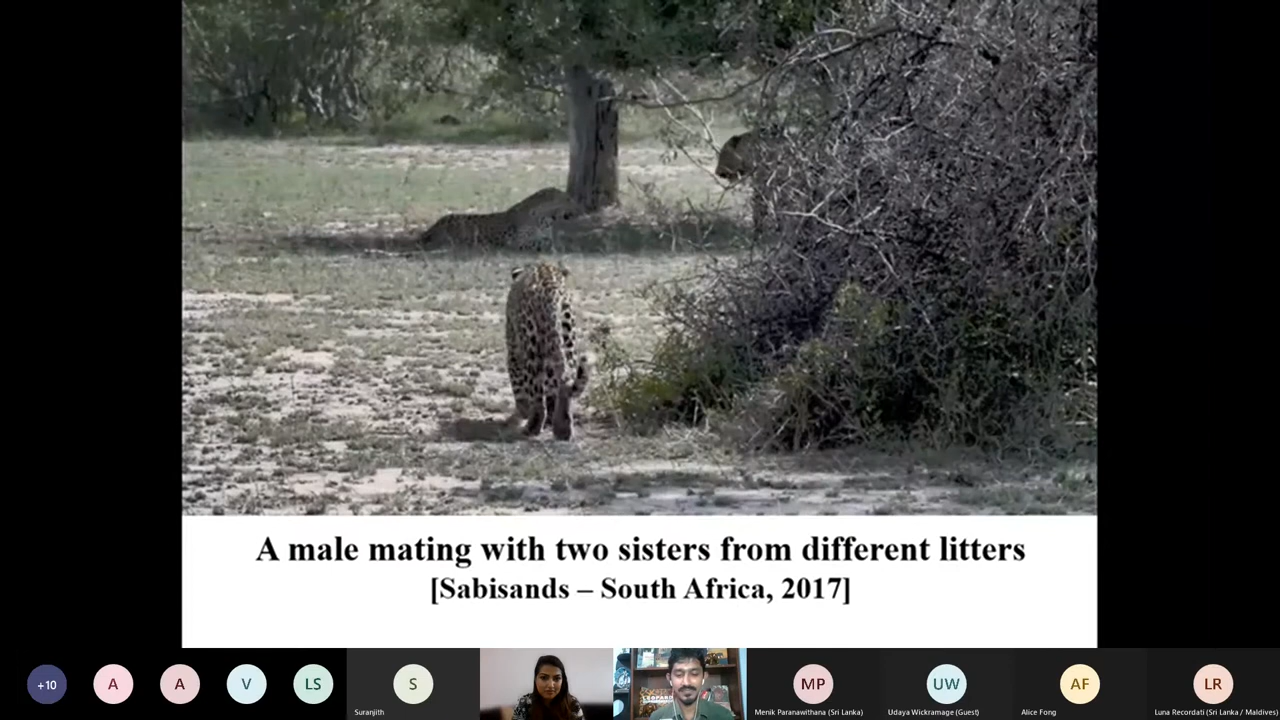 A male mating with two sisters from different litters
[Sabisands – South Africa, 2017]
+10
A
A
V
LS
S
Suranjith
MP
Menik Paranawithana (Sri Lanka)
UW
Udaya Wickramage (Guest)
AF
Alice Fong
LR
Luna Recordati (Sri Lanka / Maldives)